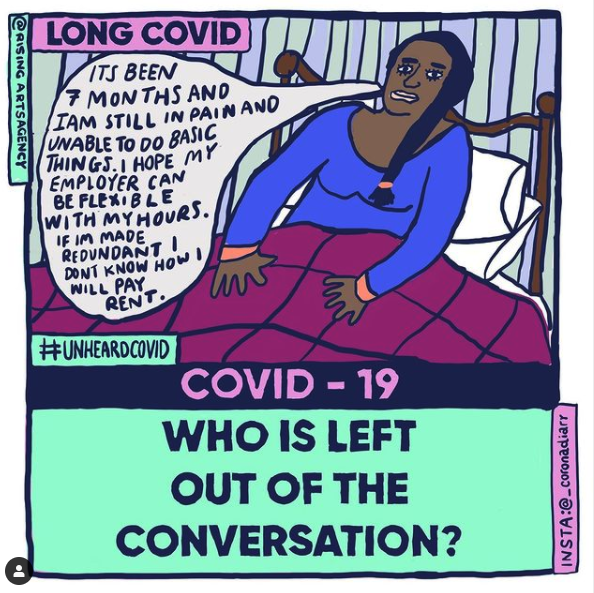 LONG COVID
@RISING ARTSAGENCY
ITS BEEN
7 MONTHS AND
IAM STILL IN PAIN AND
UNABLE TO DO BASIC
THINGS. I HOPE MY
EMPLOYER CAN
BE FLEXIBLE
WITH MY HOURS.
IF IM MADE
REDUNDANT I
DONT KNOW HOW I
WILL PAY
RENT.
#UNHEARDCOVID
COVID - 19
WHO IS LEFT
OUT OF THE
CONVERSATION?
INSTA:@_coronadiarr